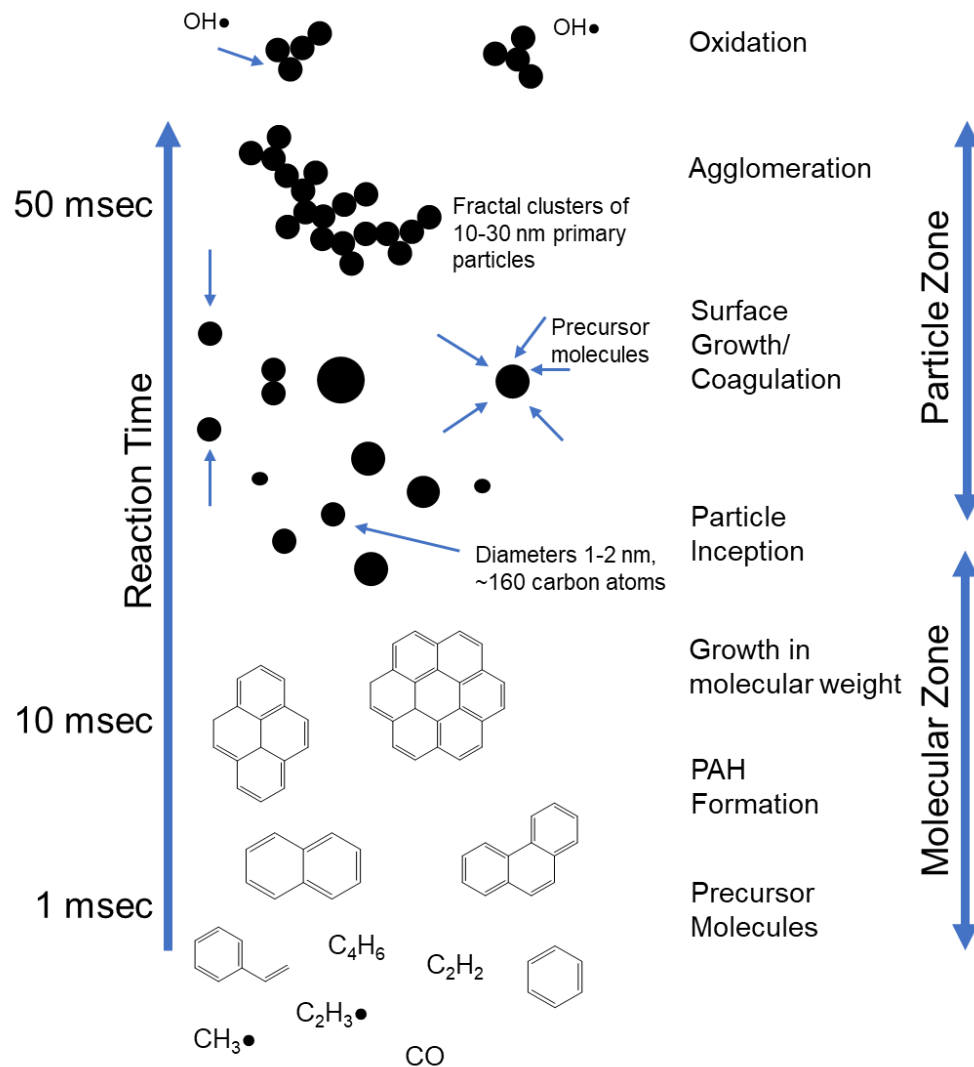 OH●
OH●
Oxidation
Agglomeration
50 msec
Fractal clusters of
10-30 nm primary
particles
Surface
Growth/
Coagulation
Precursor
molecules
Particle Zone
Reaction Time
Particle
Inception
Diameters 1-2 nm,
~160 carbon atoms
Growth in
molecular weight
10 msec
PAH
Formation
Molecular Zone
1 msec
Precursor
Molecules
C₄H₆
C₂H₂
C₂H₃●
CH₃●
CO